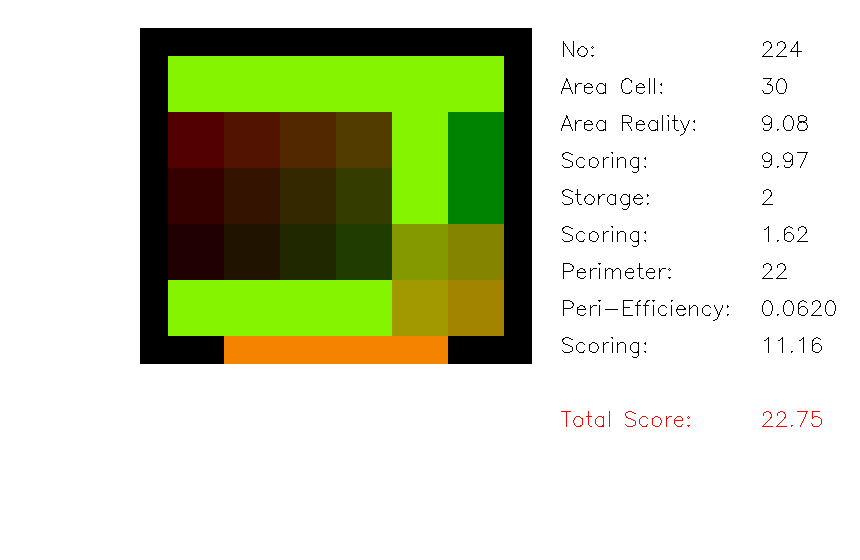 No: 224
Area Cell: 30
Area Reality: 9.08
Scoring: 9.97
Storage: 2
Scoring: 1.62
Perimeter: 22
Peri-Efficiency: 0.0620
Scoring: 11.16
Total Score: 22.75